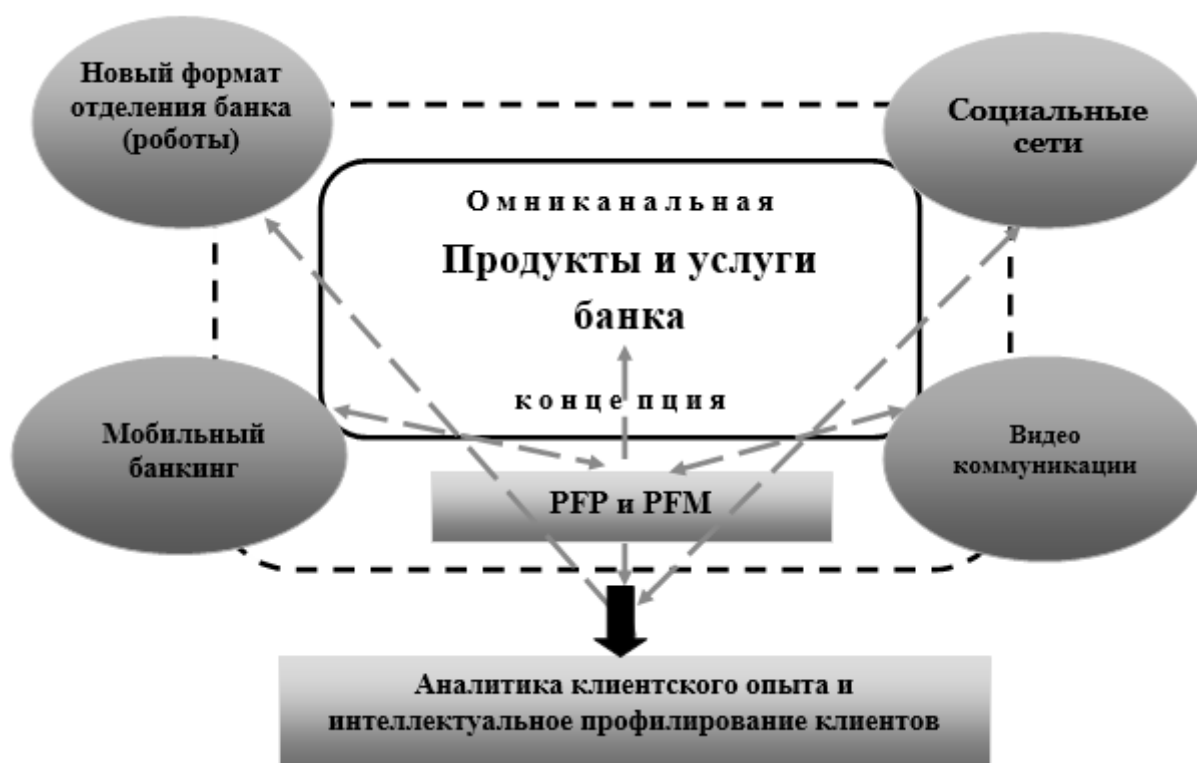 Новый формат
отделения банка
(роботы)
Социальные
сети
Омниканальная
Продукты и услуги
банка
концепция
Мобильный
банкинг
Видео
коммуникации
PFP и PFM
Аналитика клиентского опыта и
интеллектуальное профилирование клиентов